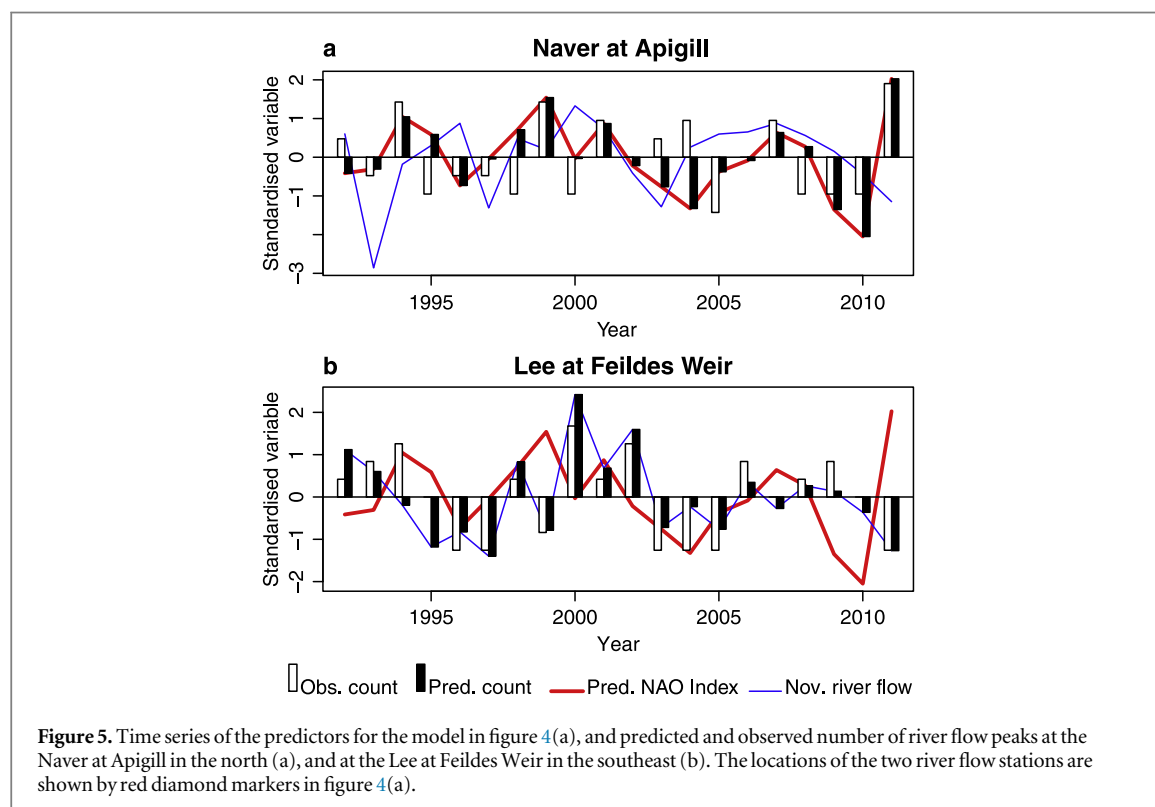 a Naver at Apigill
Standardised variable
2
1
0
−1
−3
1995 2000 2005 2010
Year
b Lee at Feildes Weir
Standardised variable
2
1
0
−1
−2
1995 2000 2005 2010
Year
Obs. count Pred. count Pred. NAO Index Nov. river flow
Figure 5. Time series of the predictors for the model in figure 4(a), and predicted and observed number of river flow peaks at the
Naver at Apigill in the north (a), and at the Lee at Feildes Weir in the southeast (b). The locations of the two river flow stations are
shown by red diamond markers in figure 4(a).